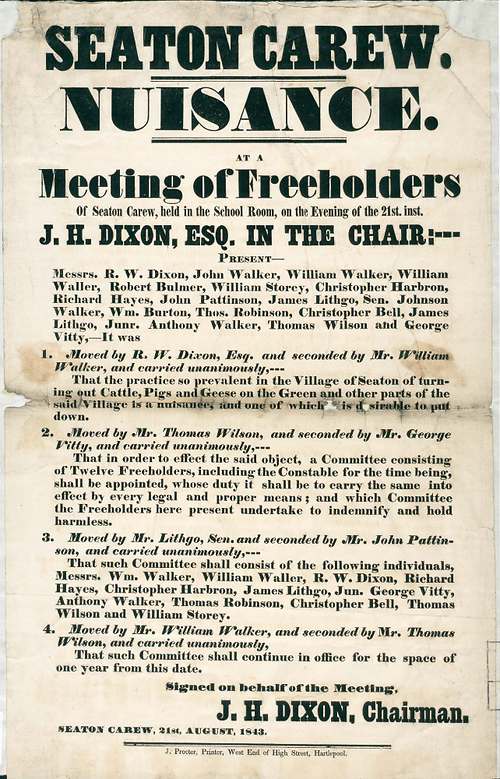 SEATON CAREW.
NUISANCE.
AT A
Meeting of Freeholders
Of Seaton Carew, held in the School Room, on the Evening of the 21st. inst.
J. H. DIXON, ESQ. IN THE CHAIR:---
PRESENT—
Messrs. R. W. Dixon, John Walker, William Walker, William
Waller, Robert Bulmer, William Storey, Christopher Harbron,
Richard Hayes, John Pattinson, James Lithgo, Sen. Johnson
Walker, Wm. Burton, Thos. Robinson, Christopher Bell, James
Lithgo, Junr. Anthony Walker, Thomas Wilson and George
Vitty,—It was
1. Moved by R. W. Dixon, Esq. and seconded by Mr. William
Walker, and carried unanimously,---
That the practice so prevalent in the Village of Seaton of turn-
ing out Cattle, Pigs and Geese on the Green and other parts of the
said Village is a nuisance, and one of which is d sirable to put
down.
2. Moved by Mr. Thomas Wilson, and seconded by Mr. George
Vitty, and carried unanimously,---
That in order to effect the said object, a Committee consisting
of Twelve Freeholders, including the Constable for the time being,
shall be appointed, whose duty it shall be to carry the same into
effect by every legal and proper means; and which Committee
the Freeholders here present undertake to indemnify and hold
harmless.
3. Moved by Mr. Lithgo, Sen. and seconded by Mr. John Pattin-
son, and carried unanimously,---
That such Committee shall consist of the following individuals,
Messrs. Wm. Walker, William Waller, R. W. Dixon, Richard
Hayes, Christopher Harbron, James Lithgo, Jun. George Vitty,
Anthony Walker, Thomas Robinson, Christopher Bell, Thomas
Wilson and William Storey.
4. Moved by Mr. William Walker, and seconded by Mr. Thomas
Wilson, and carried unanimously,
That such Committee shall continue in office for the space of
one year from this date.
Signed on behalf of the Meeting,
J. H. DIXON, Chairman.
SEATON CAREW, 21st, AUGUST, 1843.
J. Procter, Printer, West End of High Street, Hartlepool.